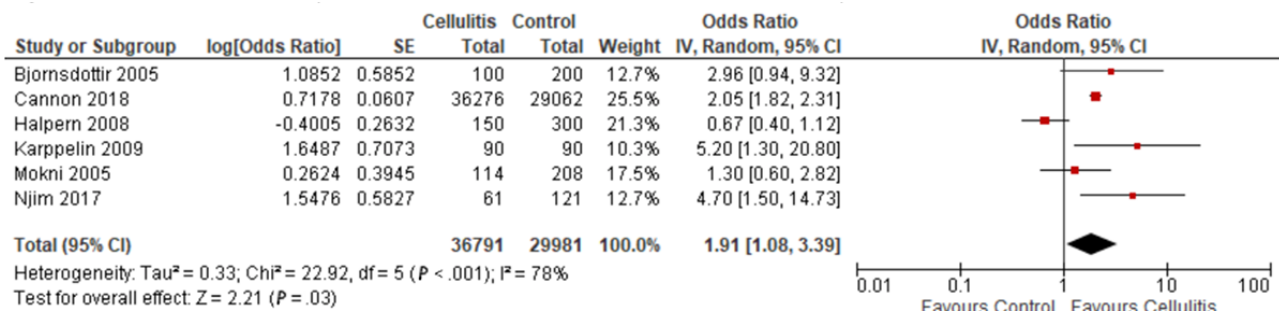 Cellulitis Control Odds Ratio Odds Ratio
Study or Subgroup log[Odds Ratio] SE Total Total Weight IV, Random, 95% CI IV, Random, 95% CI
Bjornsdottir 2005 1.0852 0.5852 100 200 12.7% 2.96 [0.94, 9.32]
Cannon 2018 0.7178 0.0607 36276 29062 25.5% 2.05 [1.82, 2.31]
Halpern 2008 -0.4005 0.2632 150 300 21.3% 0.67 [0.40, 1.12]
Karppelin 2009 1.6487 0.7073 90 90 10.3% 5.20 [1.30, 20.80]
Mokni 2005 0.2624 0.3945 114 208 17.5% 1.30 [0.60, 2.82]
Njim 2017 1.5476 0.5827 61 121 12.7% 4.70 [1.50, 14.73]
Total (95% CI) 36791 29981 100.0% 1.91 [1.08, 3.39]
Heterogeneity: Tau² = 0.33; Chi² = 22.92, df = 5 (P < .001); I² = 78%
Test for overall effect: Z = 2.21 (P = .03)
0.01 0.1 1 10 100
Favours Control Favours Cellulitis